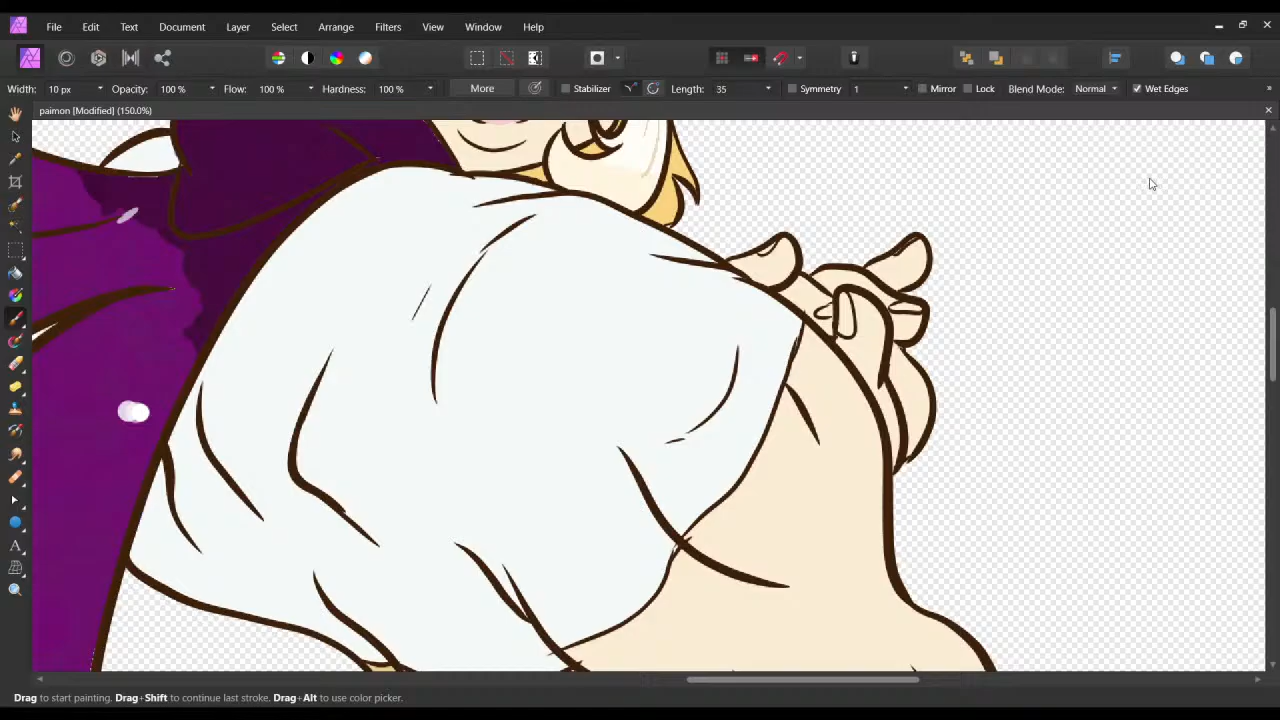 File Edit Text Document Layer Select Arrange Filters View Window Help
Width: 10 px Opacity: 100 % Flow: 100 % Hardness: 100 % More Stabilizer Length: 35 Symmetry 1 Mirror Lock Blend Mode: Normal Wet Edges »
paimon [Modified] (150.0%)
Drag to start painting. Drag+Shift to continue last stroke. Drag+Alt to use color picker.